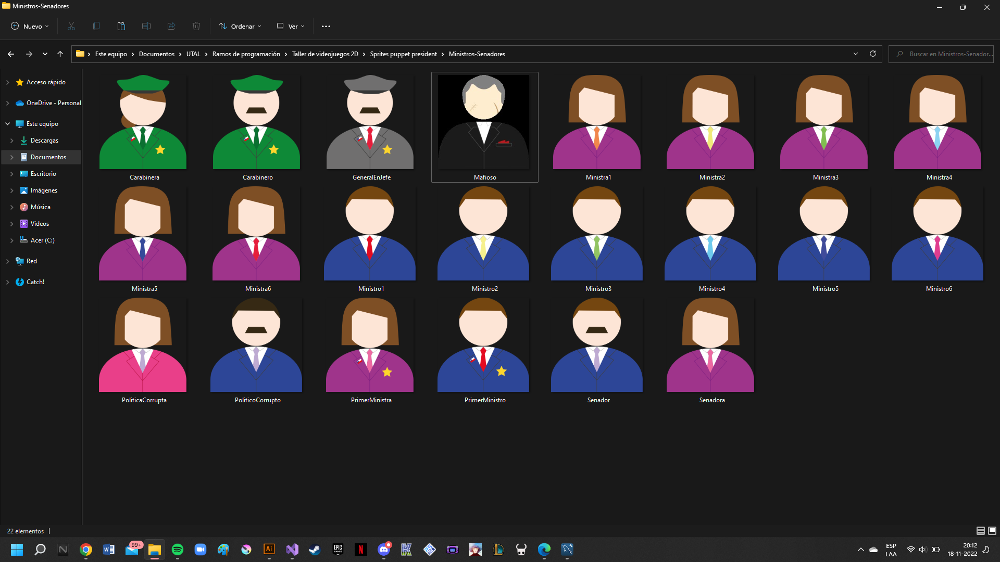 Ministros-Senadores
Nuevo
Ordenar
Ver
Este equipo > Documentos > UTAL > Ramos de programación > Taller de videojuegos 2D > Sprites puppet president > Ministros-Senadores
Buscar en Ministros-Senador...
Acceso rápido
OneDrive - Personal
Este equipo
Descargas
Documentos
Escritorio
Imágenes
Música
Videos
Acer (C:)
Red
Catch!
Carabinera
Carabinero
GeneralEnJefe
Mafioso
Ministra1
Ministra2
Ministra3
Ministra4
Ministra5
Ministra6
Ministro1
Ministro2
Ministro3
Ministro4
Ministro5
Ministro6
PoliticaCorrupta
PoliticoCorrupto
PrimerMinistra
PrimerMinistro
Senador
Senadora
22 elementos
99+
Ai
EPIC
GAMES
ESP
LAA
20:12
18-11-2022